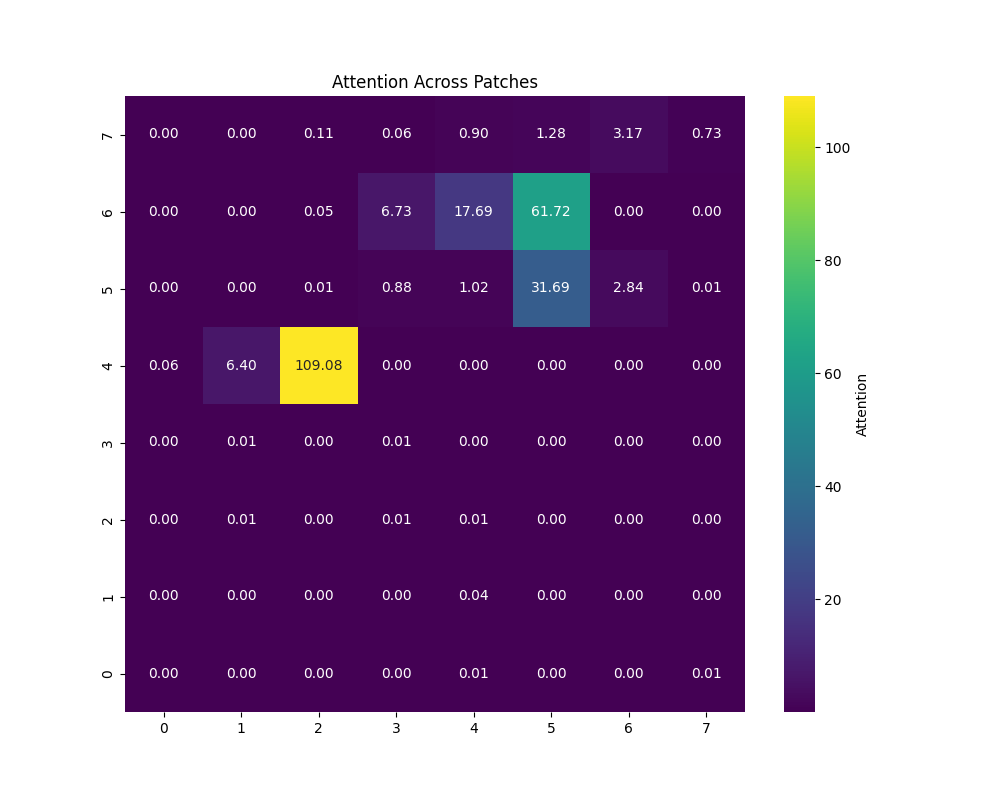 Attention Across Patches
7 0.00 0.00 0.11 0.06 0.90 1.28 3.17 0.73
6 0.00 0.00 0.05 6.73 17.69 61.72 0.00 0.00
5 0.00 0.00 0.01 0.88 1.02 31.69 2.84 0.01
4 0.06 6.40 109.08 0.00 0.00 0.00 0.00 0.00
3 0.00 0.01 0.00 0.01 0.00 0.00 0.00 0.00
2 0.00 0.01 0.00 0.01 0.01 0.00 0.00 0.00
1 0.00 0.00 0.00 0.00 0.04 0.00 0.00 0.00
0 0.00 0.00 0.00 0.00 0.01 0.00 0.00 0.01
0 1 2 3 4 5 6 7
100
80
60
40
20
Attention